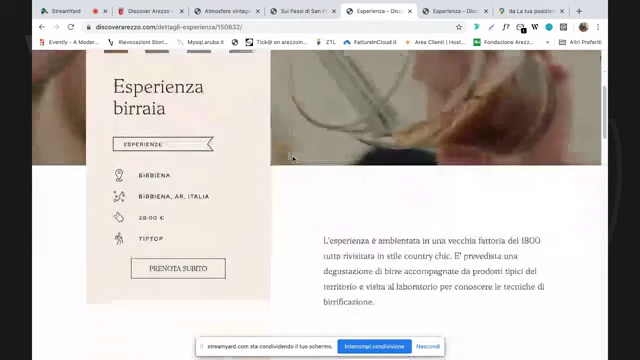 StreamYard
Discover Arezzo
Atmosfere vintage
Sui Passi di San F
Esperienza – Disco
Esperienza – Disco
da La tua posizion
discoverarezzo.com/dettagli-esperienza/150832/
Evently - A Moder
Rievocazioni Storic
Mysql.aruba.it
Tick@ on arezzoin
ZTL
FattureInCloud.it
Area Clienti | Host
Fondazione Arezzo
Altri Preferiti
Esperienza
birraia
ESPERIENZE
BIBBIENA
BIBBIENA, AR, ITALIA
28.00 €
TIPTOP
PRENOTA SUBITO
L'esperienza è ambientata in una vecchia fattoria del 1800
tutto rivisitata in stile country chic. E' prevedista una
degustazione di birre accompagnate da prodotti tipici del
territorio e visita al laboratorio per conoscere le tecniche di
birrificazione.
streamyard.com sta condividendo il tuo schermo.
Interrompi condivisione
Nascondi